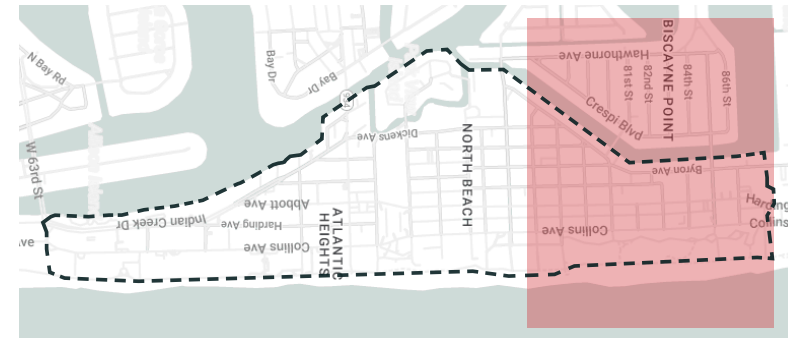 N Bay Rd
Bay Dr
Bay Dr
BISCAYNE POINT
Hawthorne Ave
81st St
82nd St
84th St
86th St
Crespi Blvd
Dickens Ave
NORTH BEACH
W 63rd St
Byron Ave
Abbott Ave
Harding
Indian Creek Dr
Harding Ave
ATLANTIC
HEIGHTS
Collins Ave
Collins Ave
Collins
ve